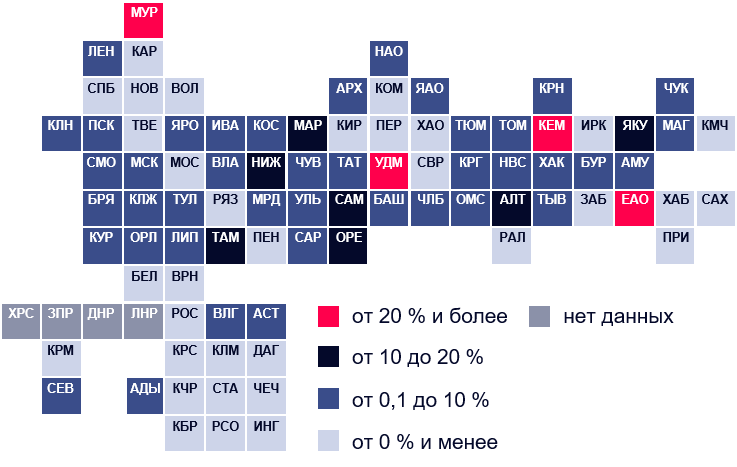 МУР
ЛЕН КАР НАО
СПБ НОВ ВОЛ АРХ КОМ ЯАО КРН ЧУК
КЛН ПСК ТВЕ ЯРО ИВА КОС МАР КИР ПЕР ХАО ТЮМ ТОМ КЕМ ИРК ЯКУ МАГ КМЧ
СМО МСК МОС ВЛА НИЖ ЧУВ ТАТ УДМ СВР КРГ НВС ХАК БУР АМУ
БРЯ КЛЖ ТУЛ РЯЗ МРД УЛЬ САМ БАШ ЧЛБ ОМС АЛТ ТЫВ ЗАБ ЕАО ХАБ САХ
КУР ОРЛ ЛИП ТАМ ПЕН САР ОРЕ РАЛ ПРИ
БЕЛ ВРН
ХРС ЗПР ДНР ЛНР РОС ВЛГ АСТ
КРМ КРС КЛМ ДАГ
СЕВ АДЫ КЧР СТА ЧЕЧ
КБР РСО ИНГ
от 20 % и более нет данных
от 10 до 20 %
от 0,1 до 10 %
от 0 % и менее